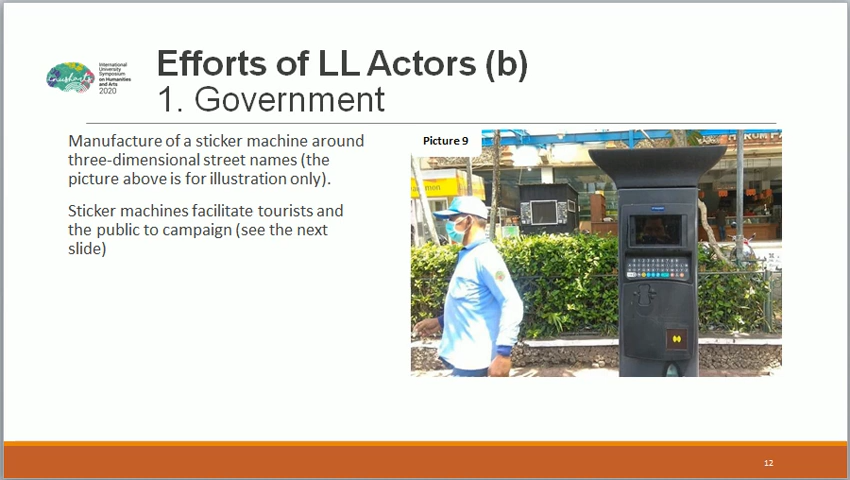 inusharts
International
University
Symposium
on Humanities
and Arts
2020
Efforts of LL Actors (b)
1. Government
Manufacture of a sticker machine around
three-dimensional street names (the
picture above is for illustration only).
Sticker machines facilitate tourists and
the public to campaign (see the next
slide)
Picture 9
12